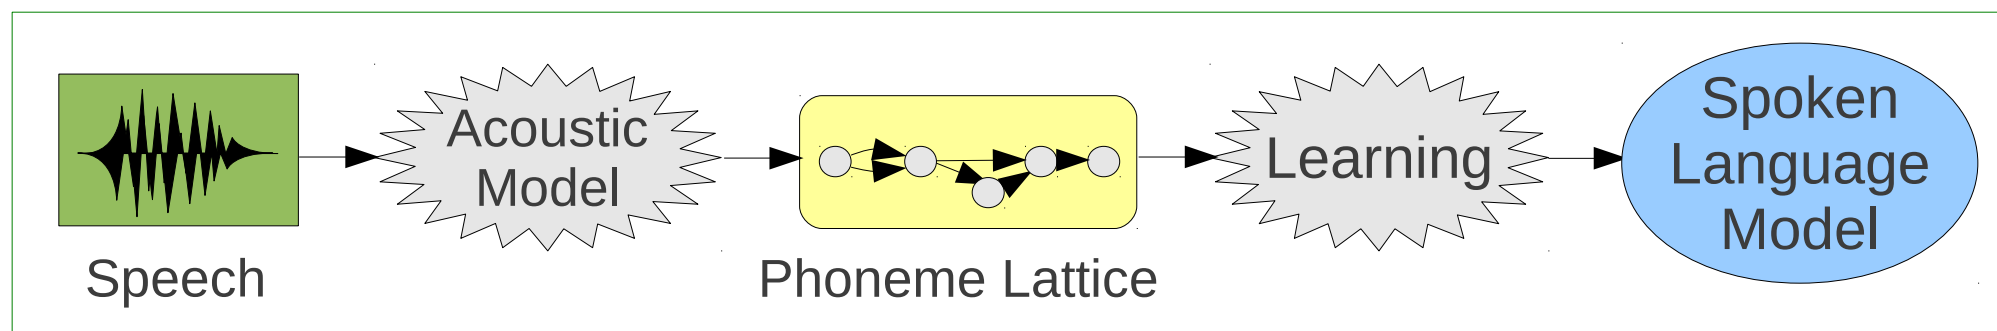 Speech
Acoustic
Model
Phoneme Lattice
Learning
Spoken
Language
Model